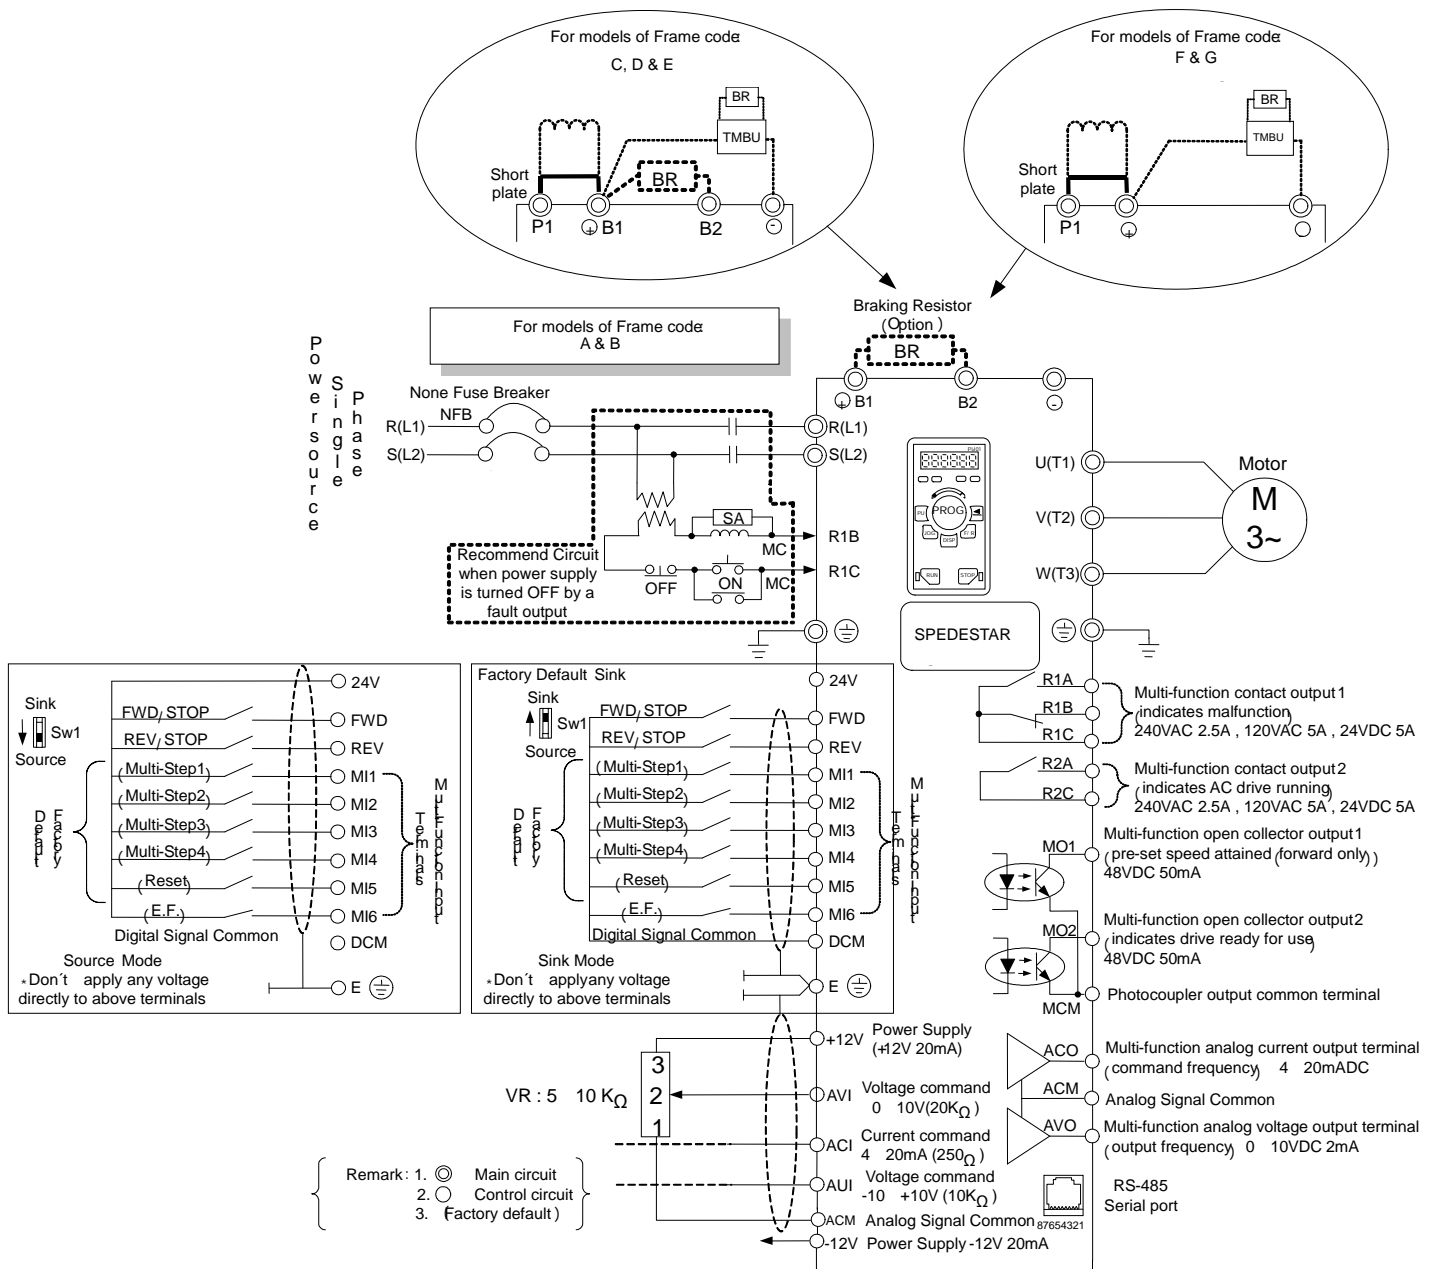 For models of Frame code:
C, D & E
BR
TMBU
Short
plate
BR
P1
+ B1
B2
-
For models of Frame code:
F & G
BR
TMBU
Short
plate
P1
+
Braking Resistor
(Option)
BR
+ B1
B2
-
For models of Frame code:
A & B
Power source
Single
Phase
None Fuse Breaker
NFB
R(L1)
S(L2)
R(L1)
S(L2)
SA
MC
R1B
OFF
ON
MC
R1C
Recommend Circuit
when power supply
is turned OFF by a
fault output
PROG
PU
JOG
DISP
F/R
RUN
STOP
SPEDESTAR
U(T1)
V(T2)
W(T3)
Motor
M
3~
Sink
Sw1
Source
24V
FWD/STOP
FWD
REV/STOP
REV
(Multi-Step1)
MI1
(Multi-Step2)
MI2
(Multi-Step3)
MI3
(Multi-Step4)
MI4
(Reset)
MI5
(E.F.)
MI6
Digital Signal Common
DCM
Factory
Default
Multi-Function Input
Terminals
Source Mode
*Don´t apply any voltage
directly to above terminals
E
Factory Default Sink
Sink
Sw1
Source
24V
FWD/STOP
FWD
REV/STOP
REV
(Multi-Step1)
MI1
(Multi-Step2)
MI2
(Multi-Step3)
MI3
(Multi-Step4)
MI4
(Reset)
MI5
(E.F.)
MI6
Digital Signal Common
DCM
Factory
Default
Multi-Function Input
Terminals
Sink Mode
*Don´t applyany voltage
directly to above terminals
E
R1A
R1B
R1C
Multi-function contact output1
(indicates malfunction)
240VAC 2.5A , 120VAC 5A , 24VDC 5A
R2A
R2C
Multi-function contact output2
(indicates AC drive running)
240VAC 2.5A , 120VAC 5A , 24VDC 5A
MO1
Multi-function open collector output1
(pre-set speed attained (forward only))
48VDC 50mA
MO2
Multi-function open collector output2
(indicates drive ready for use)
48VDC 50mA
MCM
Photocoupler output common terminal
+12V
Power Supply
(+12V 20mA)
3
2
1
VR : 5 10 KΩ
AVI
Voltage command
0 10V(20KΩ)
ACI
Current command
4 20mA (250Ω)
AUI
Voltage command
-10 +10V (10KΩ)
ACM
Analog Signal Common
-12V
Power Supply -12V 20mA
Remark: 1. Main circuit
2. Control circuit
3. (Factory default)
ACO
Multi-function analog current output terminal
(command frequency) 4 20mADC
ACM
Analog Signal Common
AVO
Multi-function analog voltage output terminal
(output frequency) 0 10VDC 2mA
RS-485
Serial port
87654321